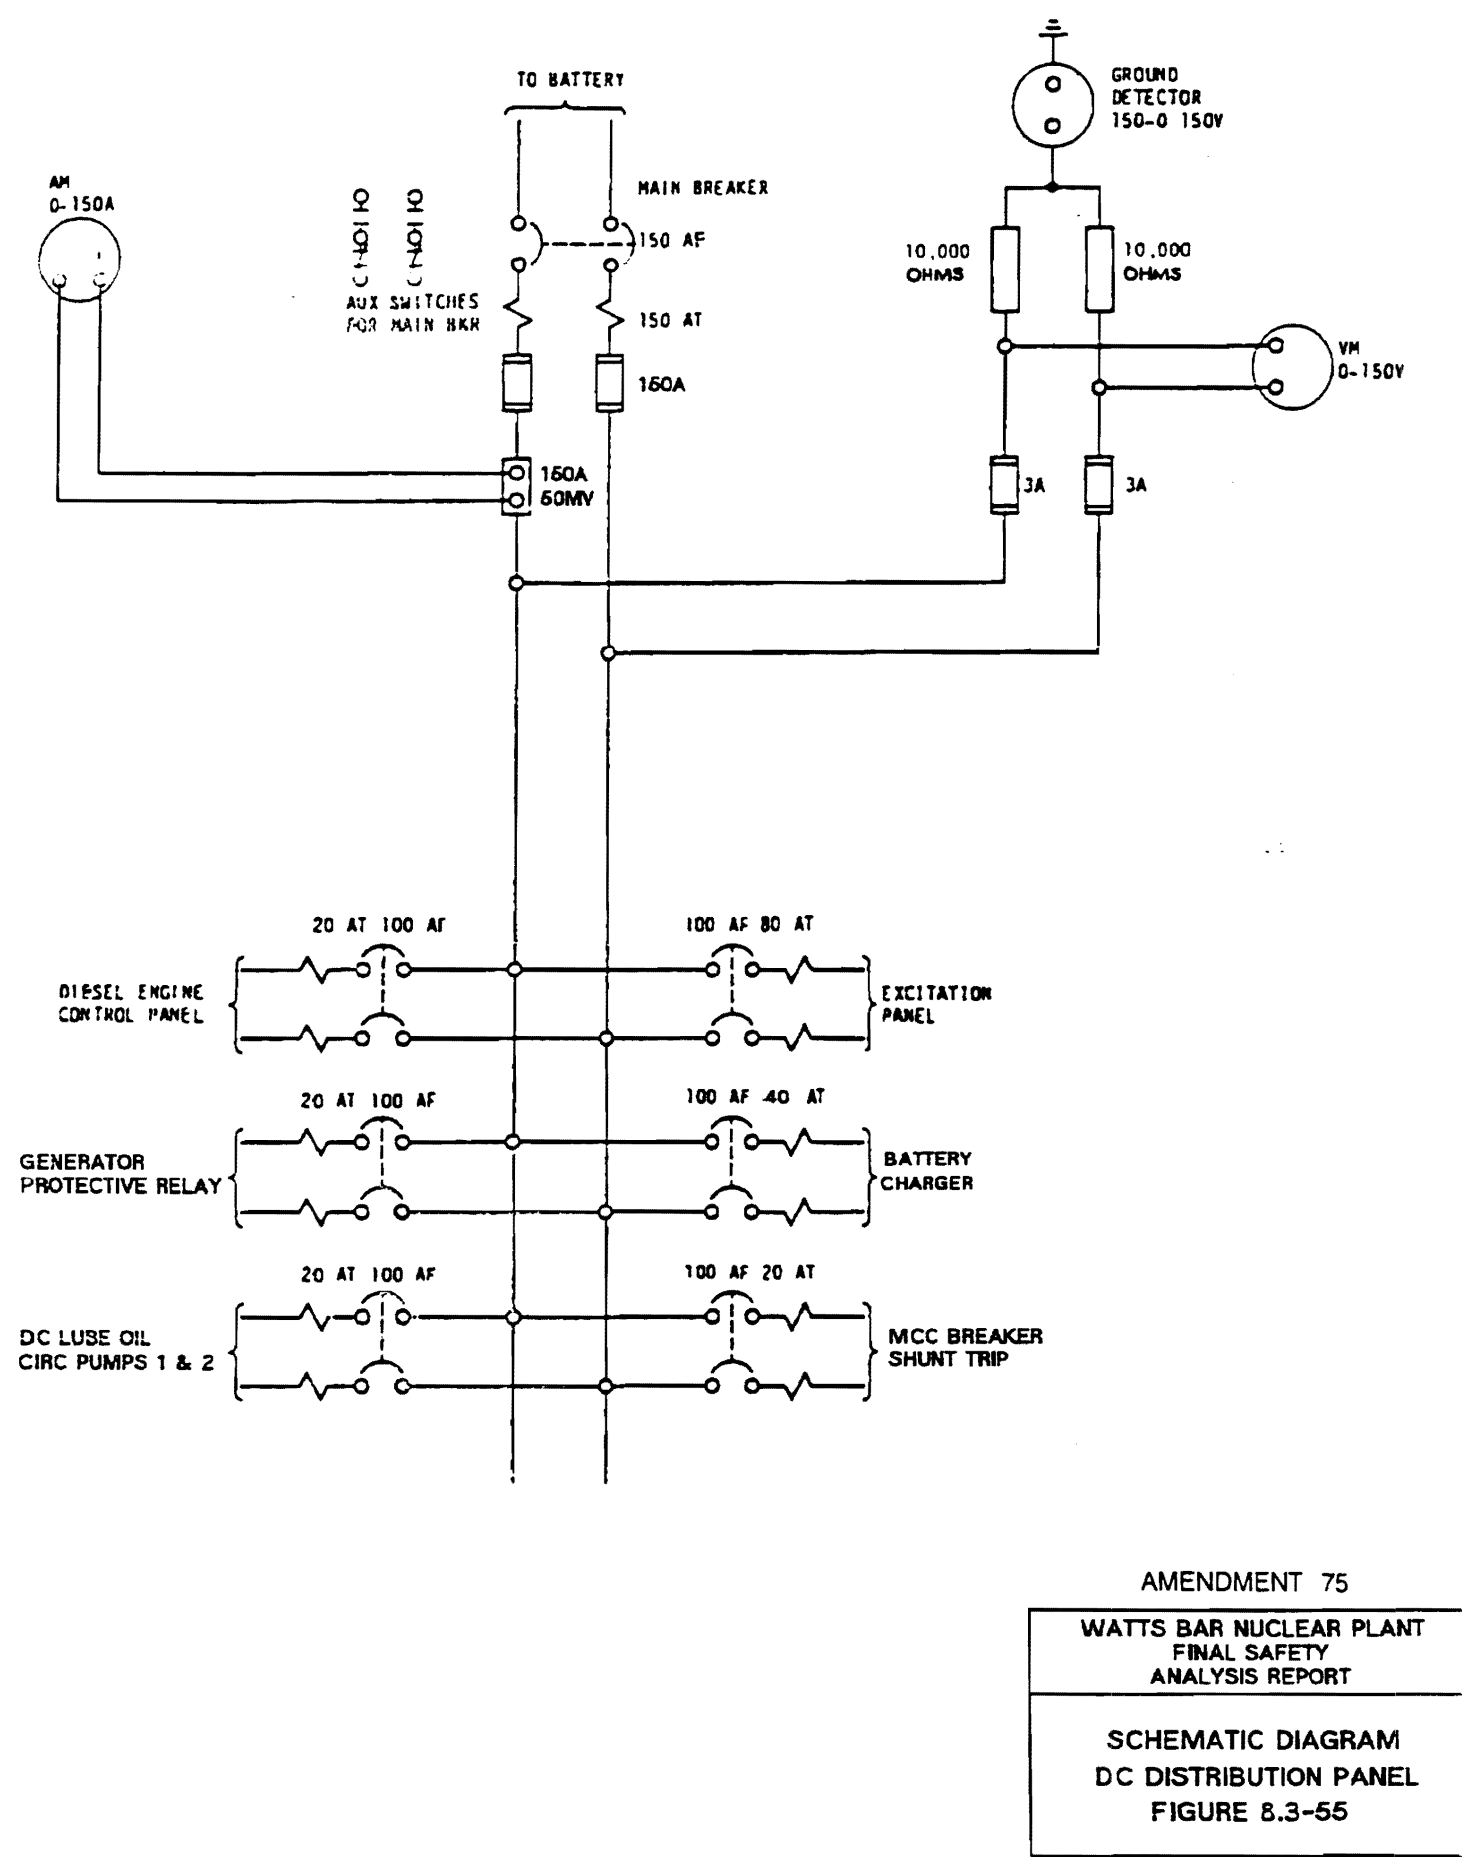 TO BATTERY
GROUND
DETECTOR
150-0 150V
AM
0-150A
MAIN BREAKER
150 AF
10,000
OHMS
10,000
OHMS
AUX SWITCHES
FOR MAIN BKR
150 AT
VM
0-150V
150A
150A
50MV
3A
3A
20 AT 100 AF
100 AF 80 AT
DIESEL ENGINE
CONTROL PANEL
EXCITATION
PANEL
20 AT 100 AF
100 AF 40 AT
GENERATOR
PROTECTIVE RELAY
BATTERY
CHARGER
20 AT 100 AF
100 AF 20 AT
DC LUBE OIL
CIRC PUMPS 1 & 2
MCC BREAKER
SHUNT TRIP
AMENDMENT 75
WATTS BAR NUCLEAR PLANT
FINAL SAFETY
ANALYSIS REPORT
SCHEMATIC DIAGRAM
DC DISTRIBUTION PANEL
FIGURE 8.3-55